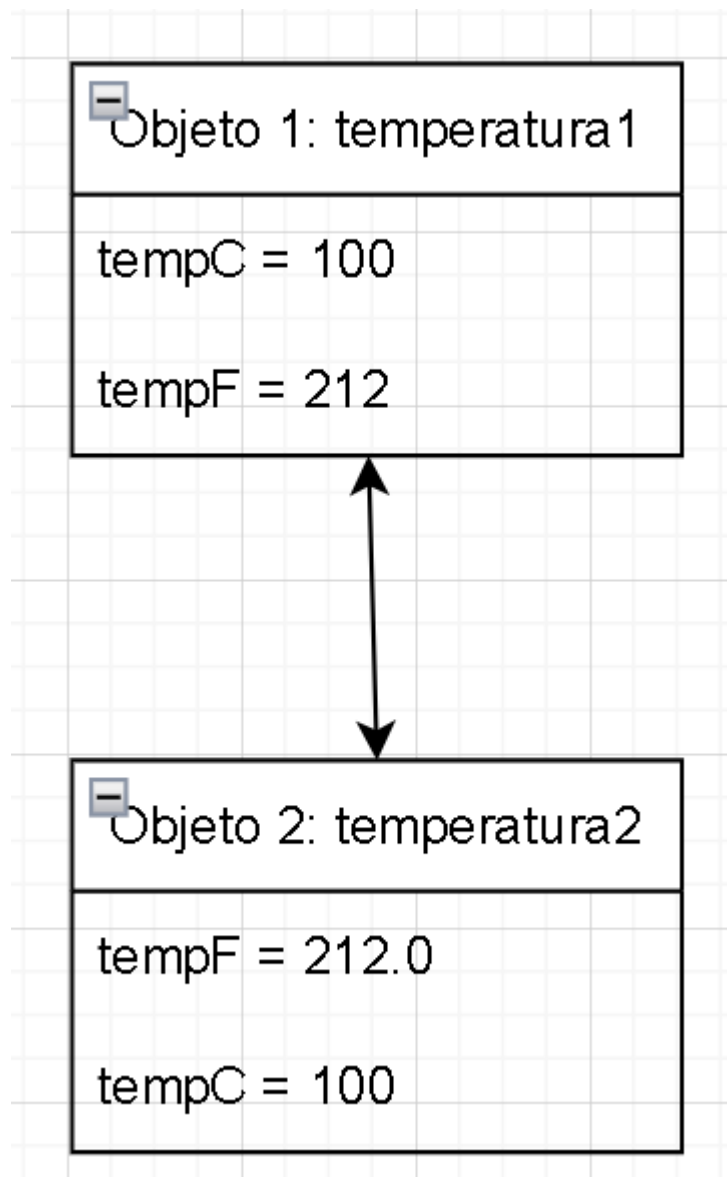 Objeto 1: temperatura1
tempC = 100
tempF = 212
Objeto 2: temperatura2
tempF = 212.0
tempC = 100